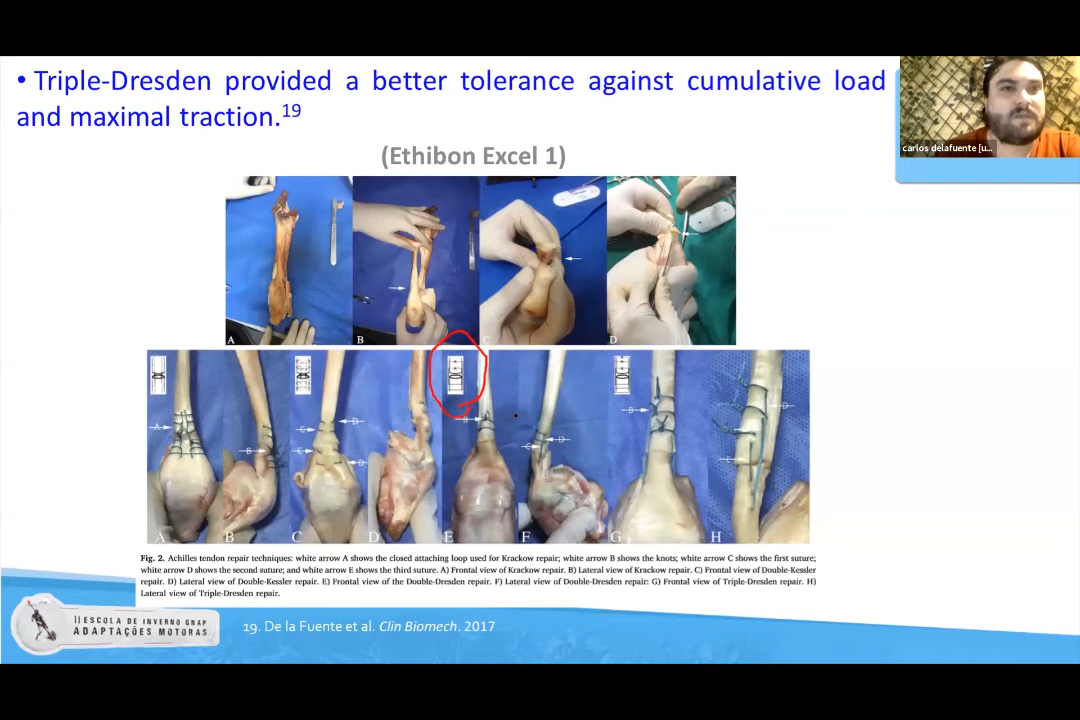 • Triple-Dresden provided a better tolerance against cumulative load
and maximal traction.19
carlos delafuente [u...
(Ethibon Excel 1)
A B C D
A B C D E F G H
Fig. 2. Achilles tendon repair techniques: white arrow A shows the closed attaching loop used for Krackow repair; white arrow B shows the knots; white arrow C shows the first suture;
white arrow D shows the second suture; and white arrow E shows the third suture. A) Frontal view of Krackow repair. B) Lateral view of Krackow repair. C) Frontal view of Double-Kessler
repair. D) Lateral view of Double-Kessler repair. E) Frontal view of the Double-Dresden repair. F) Lateral view of Double-Dresden repair: G) Frontal view of Triple-Dresden repair. H)
Lateral view of Triple-Dresden repair.
II ESCOLA DE INVERNO GNAP
ADAPTAÇÕES MOTORAS
19. De la Fuente et al. Clin Biomech. 2017